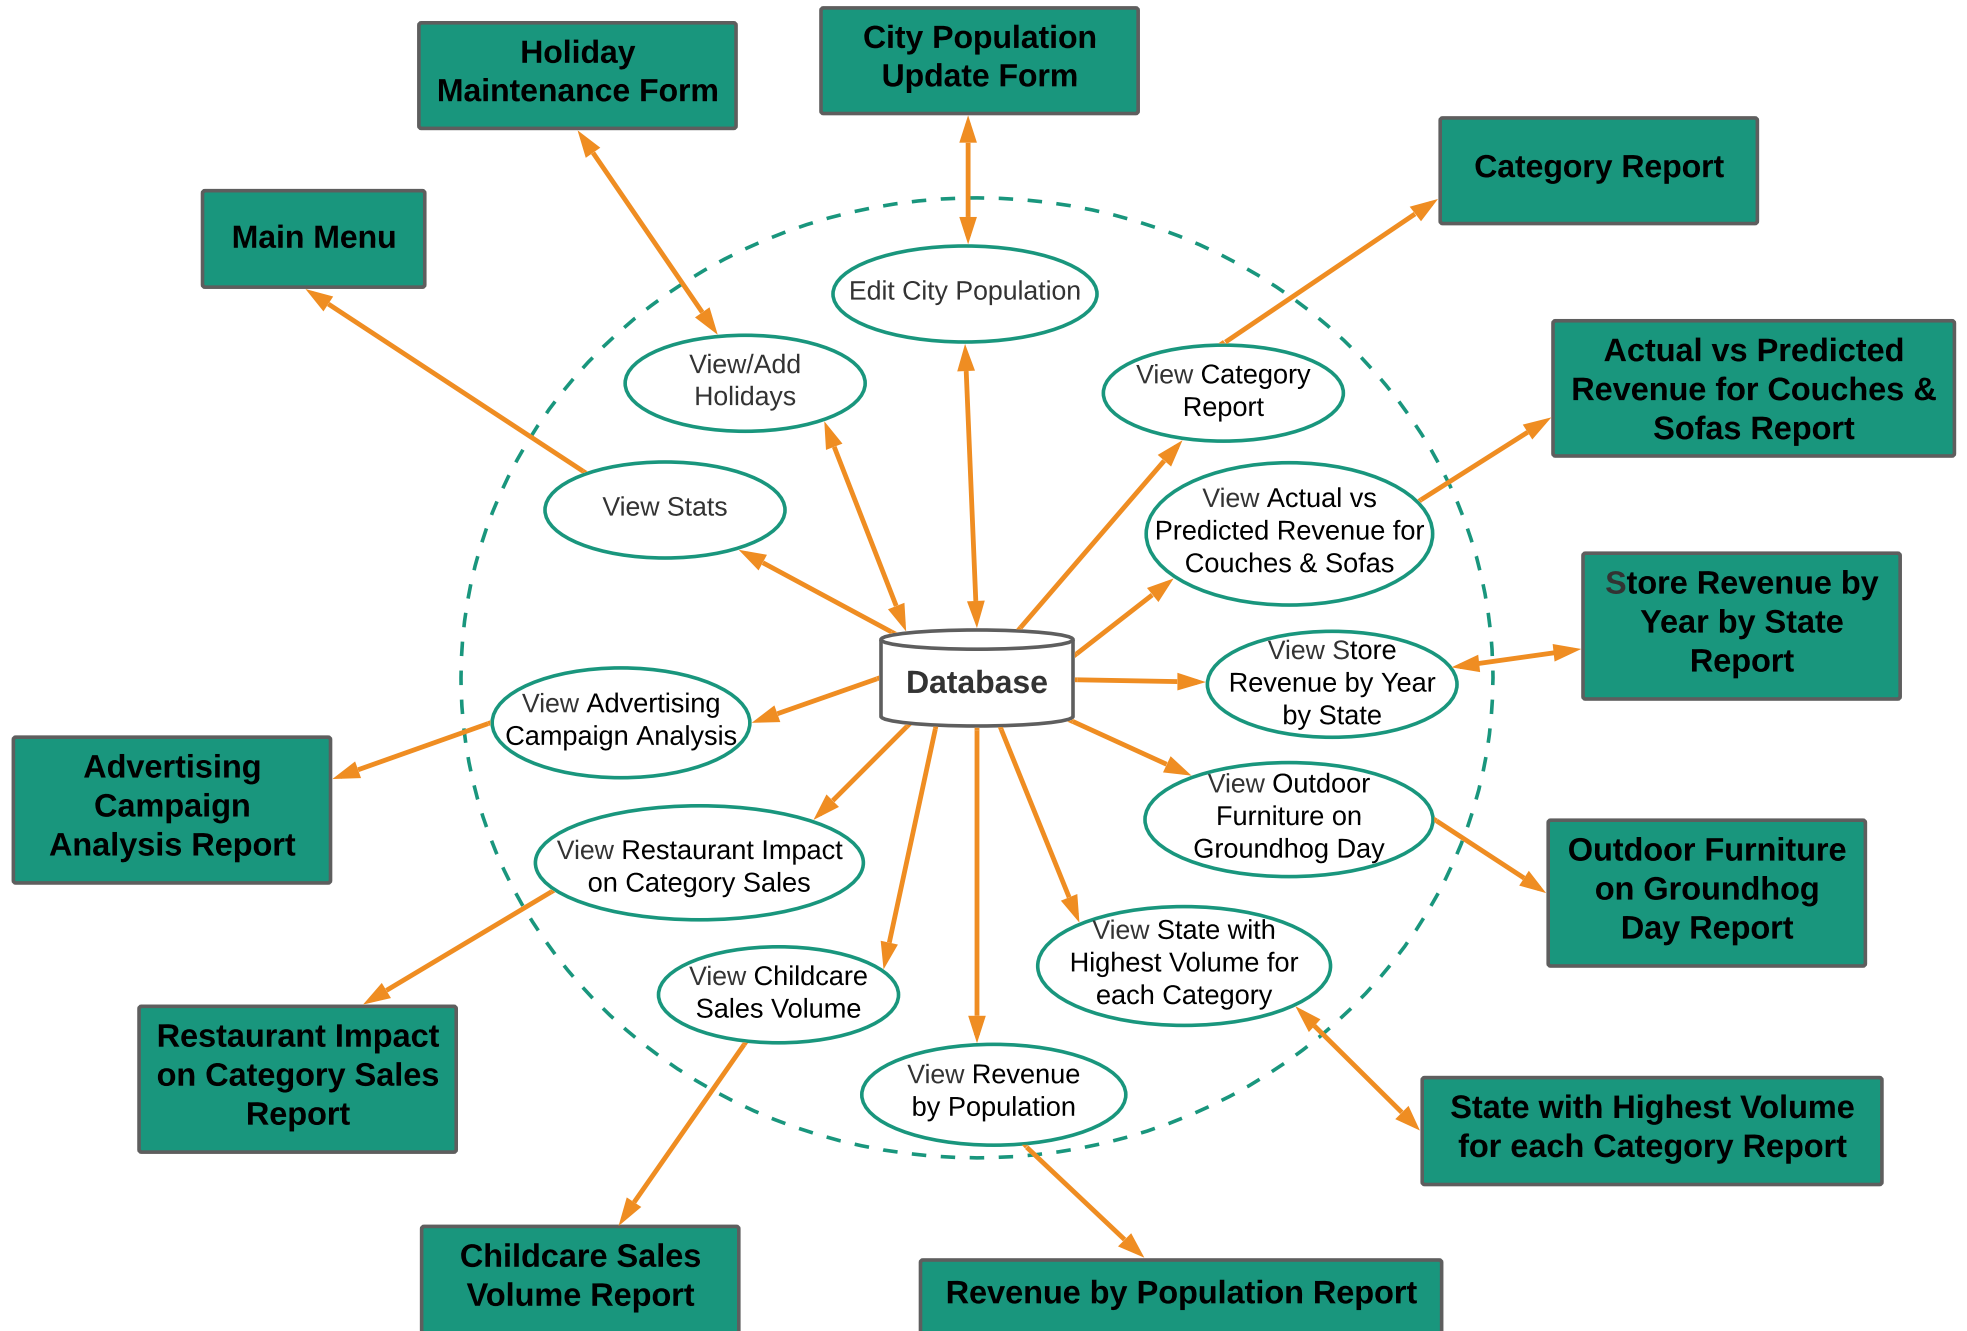 Holiday
Maintenance Form
City Population
Update Form
Category Report
Main Menu
Edit City Population
View/Add
Holidays
View Category
Report
Actual vs Predicted
Revenue for Couches &
Sofas Report
View Stats
View Actual vs
Predicted Revenue for
Couches & Sofas
Store Revenue by
Year by State
Report
Database
View Store
Revenue by Year
by State
View Advertising
Campaign Analysis
Advertising
Campaign
Analysis Report
View Outdoor
Furniture on
Groundhog Day
Outdoor Furniture
on Groundhog
Day Report
View Restaurant Impact
on Category Sales
View State with
Highest Volume for
each Category
View Childcare
Sales Volume
Restaurant Impact
on Category Sales
Report
View Revenue
by Population
State with Highest Volume
for each Category Report
Childcare Sales
Volume Report
Revenue by Population Report